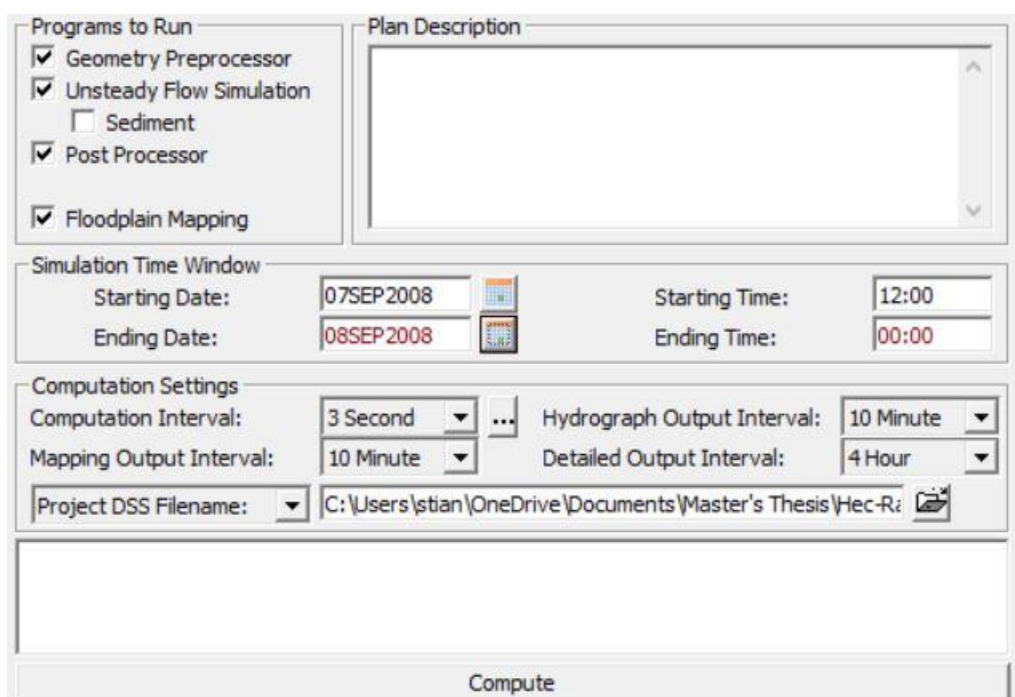 Programs to Run
Geometry Preprocessor
Unsteady Flow Simulation
Sediment
Post Processor
Floodplain Mapping
Plan Description
Simulation Time Window
Starting Date: 07SEP2008 Starting Time: 12:00
Ending Date: 08SEP2008 Ending Time: 00:00
Computation Settings
Computation Interval: 3 Second ... Hydrograph Output Interval: 10 Minute
Mapping Output Interval: 10 Minute Detailed Output Interval: 4 Hour
Project DSS Filename: C:\Users\stian\OneDrive\Documents\Master's Thesis\Hec-Ra
Compute